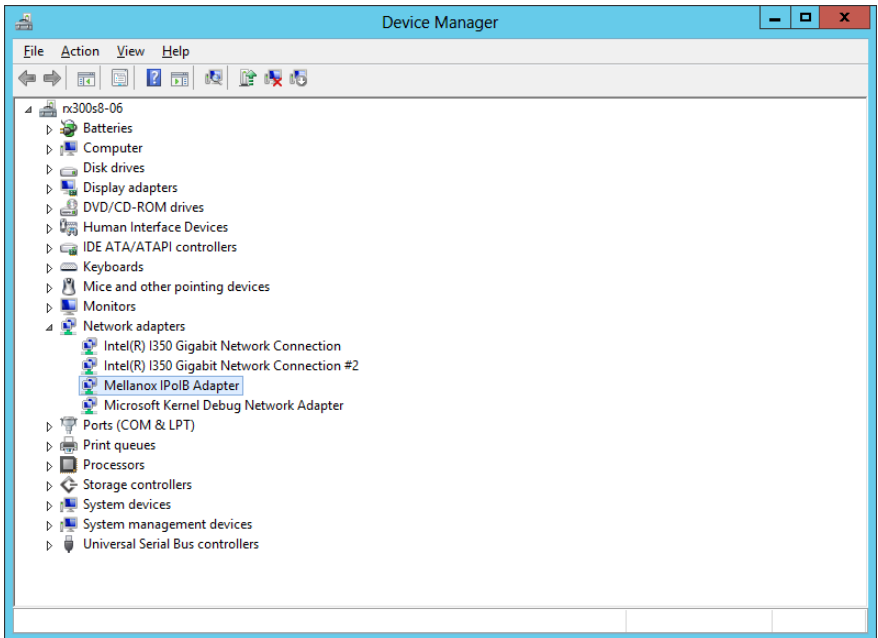 Device Manager
File Action View Help
rx300s8-06
Batteries
Computer
Disk drives
Display adapters
DVD/CD-ROM drives
Human Interface Devices
IDE ATA/ATAPI controllers
Keyboards
Mice and other pointing devices
Monitors
Network adapters
Intel(R) I350 Gigabit Network Connection
Intel(R) I350 Gigabit Network Connection #2
Mellanox IPoIB Adapter
Microsoft Kernel Debug Network Adapter
Ports (COM & LPT)
Print queues
Processors
Storage controllers
System devices
System management devices
Universal Serial Bus controllers